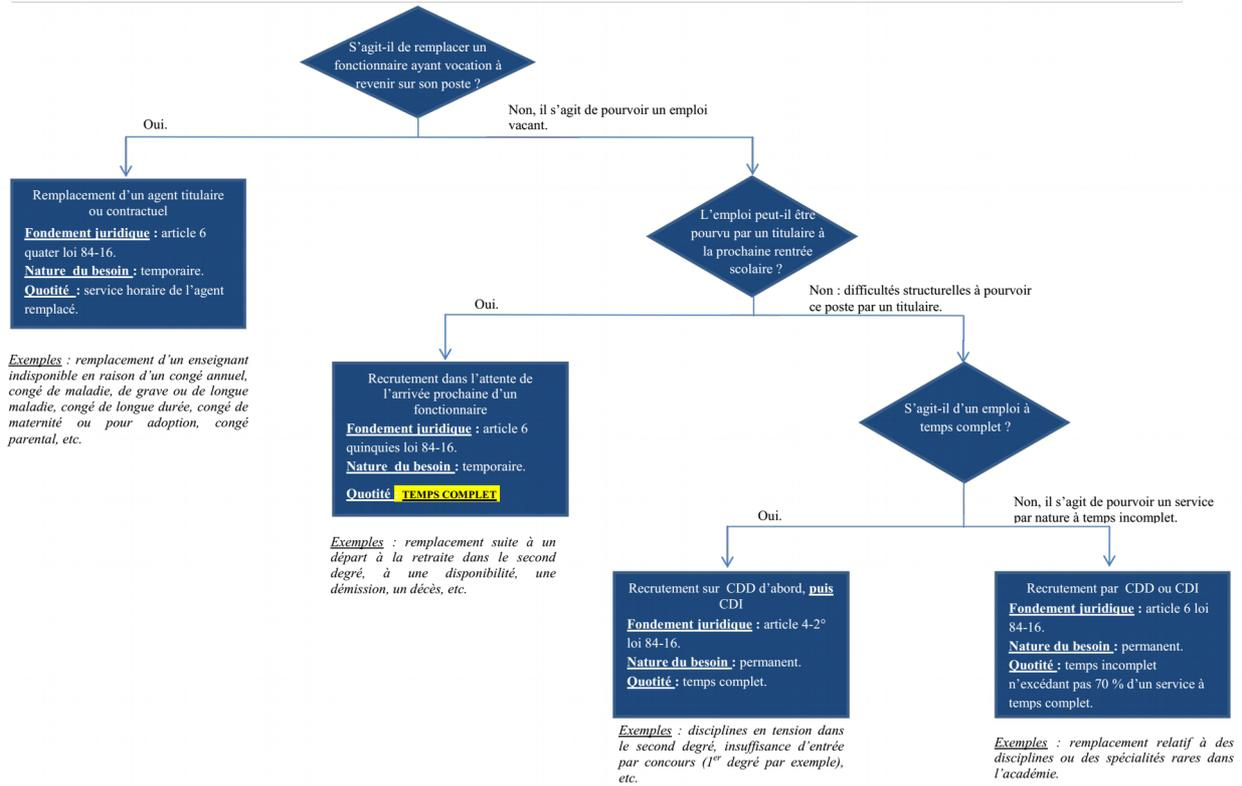 S’agit-il de remplacer un
fonctionnaire ayant vocation à
revenir sur son poste ?
Oui.
Non, il s’agit de pourvoir un emploi
vacant.
Remplacement d’un agent titulaire
ou contractuel
Fondement juridique : article 6
quater loi 84-16.
Nature du besoin : temporaire.
Quotité : service horaire de l’agent
remplacé.
Exemples : remplacement d’un enseignant
indisponible en raison d’un congé annuel,
congé de maladie, de grave ou de longue
maladie, congé de longue durée, congé de
maternité ou pour adoption, congé
parental, etc.
L’emploi peut-il être
pourvu par un titulaire à
la prochaine rentrée
scolaire ?
Oui.
Non : difficultés structurelles à pourvoir
ce poste par un titulaire.
Recrutement dans l’attente de
l’arrivée prochaine d’un
fonctionnaire
Fondement juridique : article 6
quinquies loi 84-16.
Nature du besoin : temporaire.
Quotité TEMPS COMPLET
Exemples : remplacement suite à un
départ à la retraite dans le second
degré, à une disponibilité, une
démission, un décès, etc.
S’agit-il d’un emploi à
temps complet ?
Oui.
Non, il s’agit de pourvoir un service
par nature à temps incomplet.
Recrutement sur CDD d’abord, puis
CDI
Fondement juridique : article 4-2°
loi 84-16.
Nature du besoin : permanent.
Quotité : temps complet.
Exemples : disciplines en tension dans
le second degré, insuffisance d’entrée
par concours (1er degré par exemple),
etc.
Recrutement par CDD ou CDI
Fondement juridique : article 6 loi
84-16.
Nature du besoin : permanent.
Quotité : temps incomplet
n’excédant pas 70 % d’un service à
temps complet.
Exemples : remplacement relatif à des
disciplines ou des spécialités rares dans
l’académie.